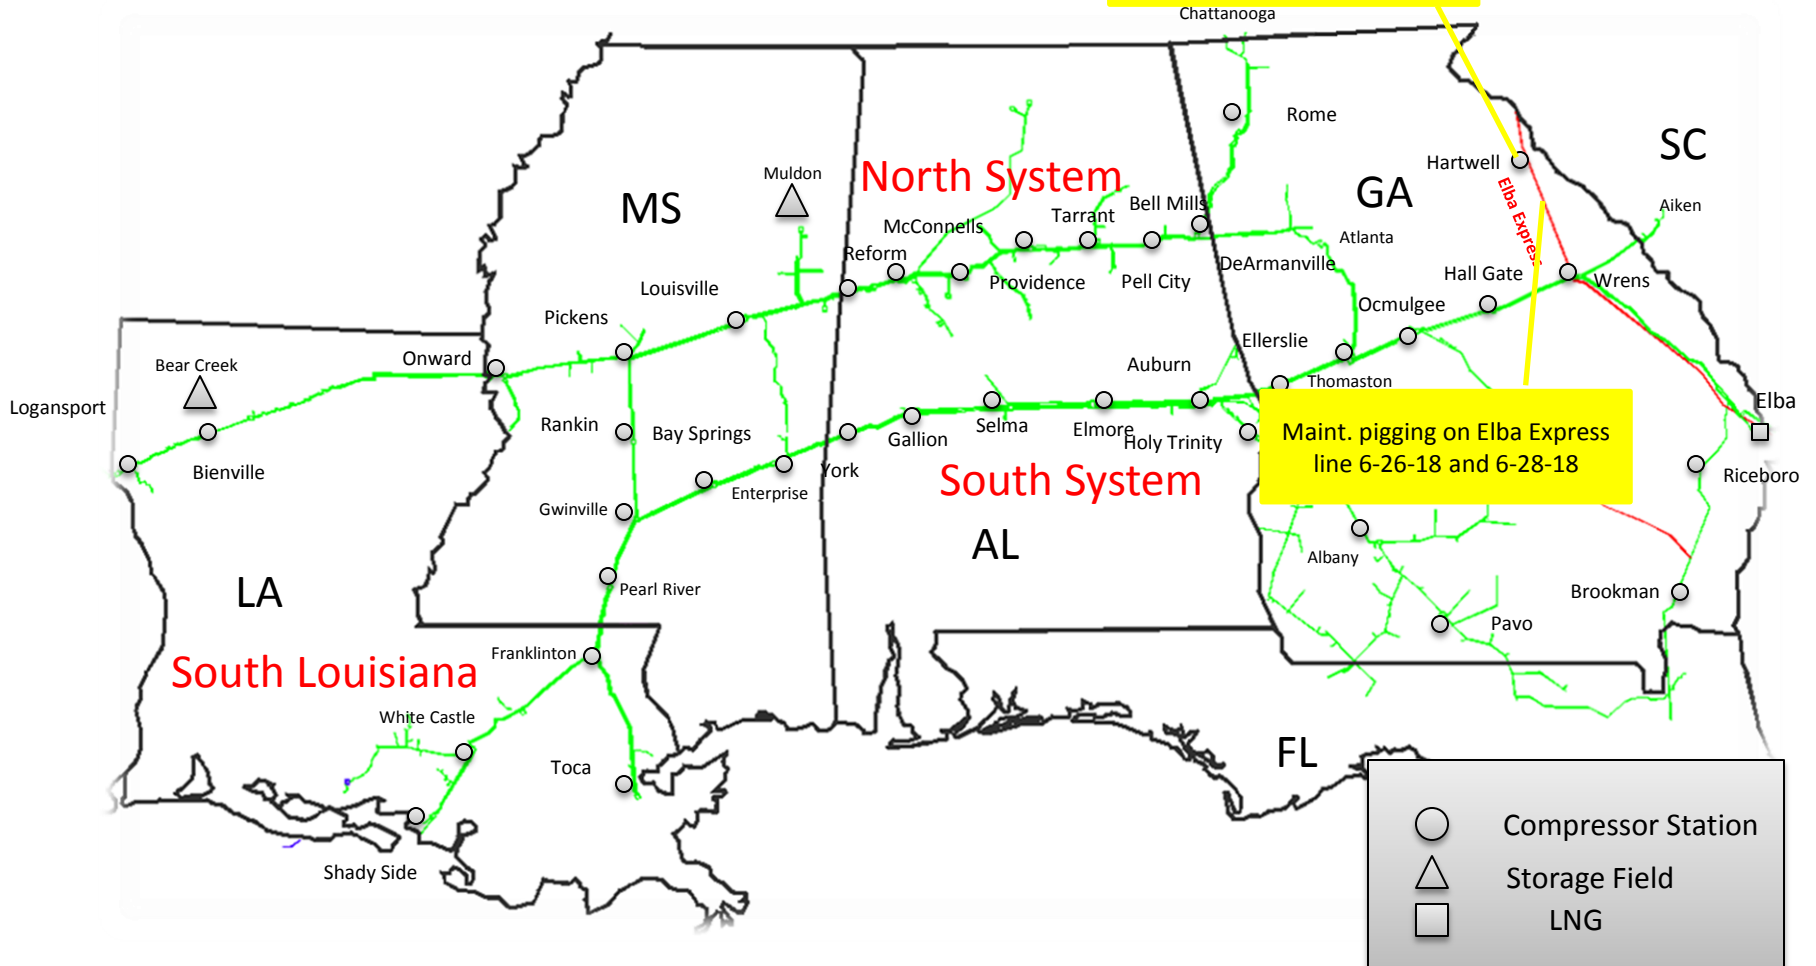 Chattanooga
Rome
SC
Hartwell
Muldon
North System
MS
GA
Elba Express
Aiken
Bell Mills
Tarrant
McConnells
Atlanta
Reform
DeArmanville
Hall Gate
Wrens
Providence
Pell City
Louisville
Ocmulgee
Pickens
Ellerslie
Onward
Auburn
Bear Creek
Thomaston
Logansport
Elba
Rankin
Bay Springs
Selma
Elmore
Gallion
Holy Trinity
Maint. pigging on Elba Express
line 6-26-18 and 6-28-18
Bienville
York
South System
Riceboro
Enterprise
Gwinville
AL
Albany
Pearl River
LA
Brookman
Pavo
Franklinton
South Louisiana
White Castle
Toca
FL
Shady Side
Compressor Station
Storage Field
LNG